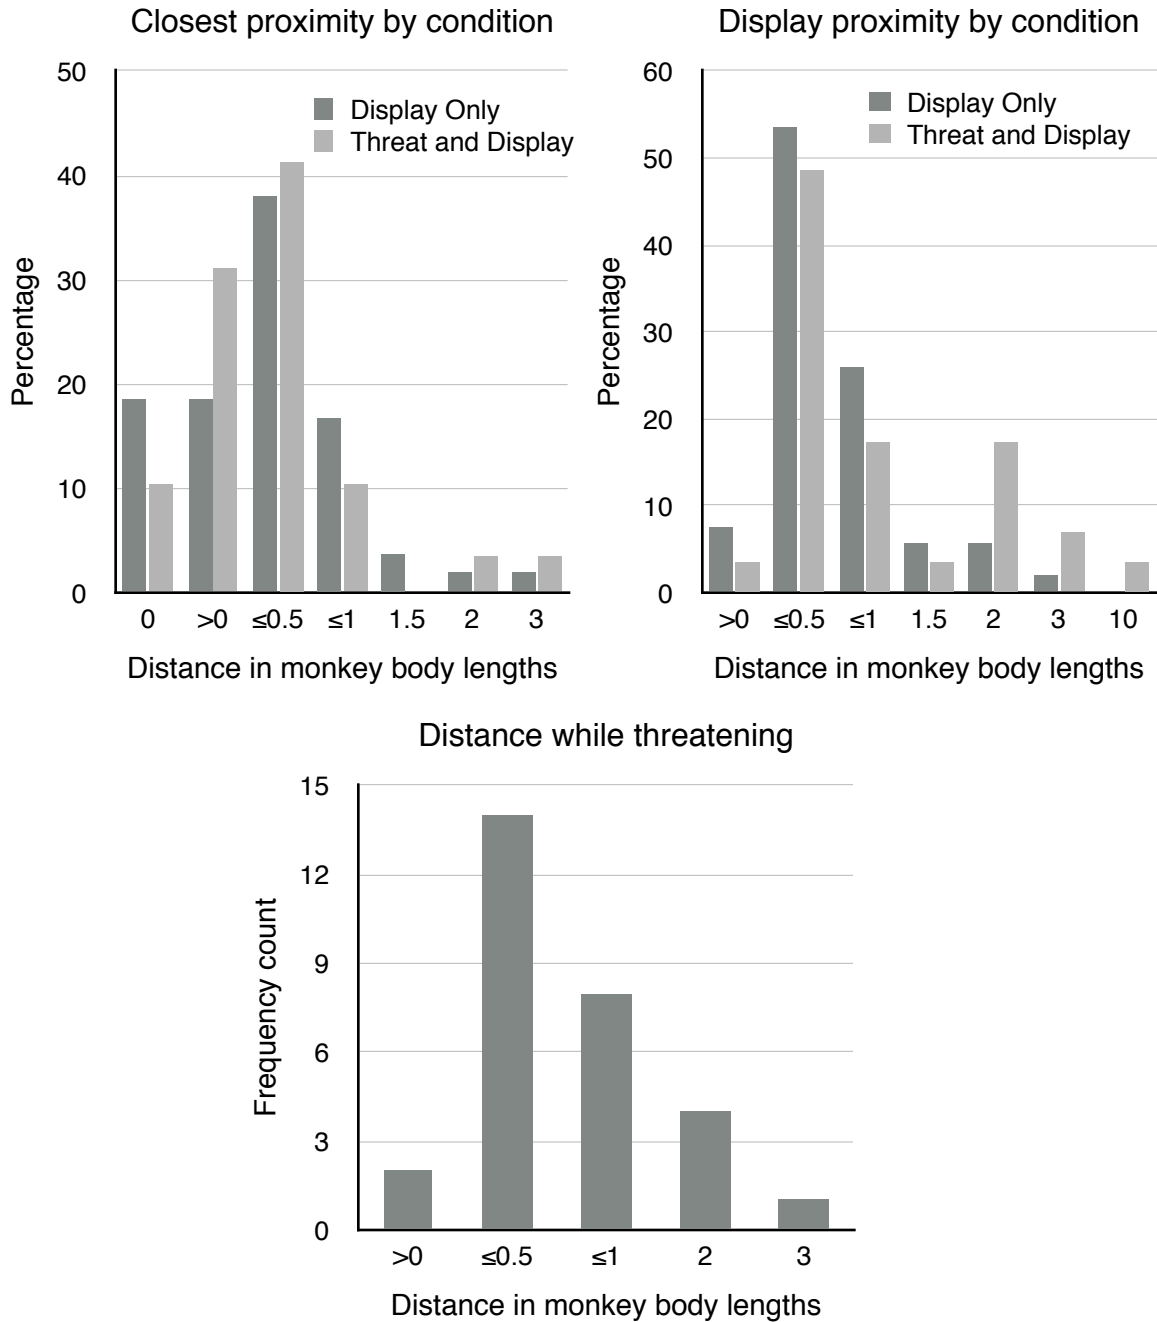 Closest proximity by condition
50
40
30
20
10
0
Percentage
Display Only
Threat and Display
0 >0 ≤0.5 ≤1 1.5 2 3
Distance in monkey body lengths
Display proximity by condition
60
50
40
30
20
10
0
Percentage
Display Only
Threat and Display
>0 ≤0.5 ≤1 1.5 2 3 10
Distance in monkey body lengths
Distance while threatening
15
12
9
6
3
0
Frequency count
>0 ≤0.5 ≤1 2 3
Distance in monkey body lengths